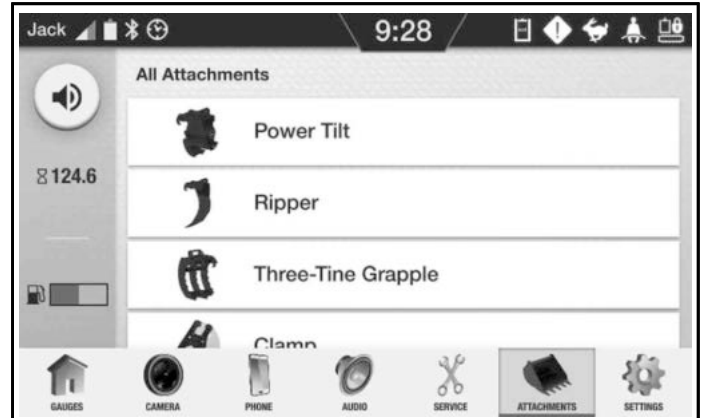 Jack 9:28
All Attachments
Power Tilt
124.6
Ripper
Three-Tine Grapple
Clamp
GAUGES CAMERA PHONE AUDIO SERVICE ATTACHMENTS SETTINGS